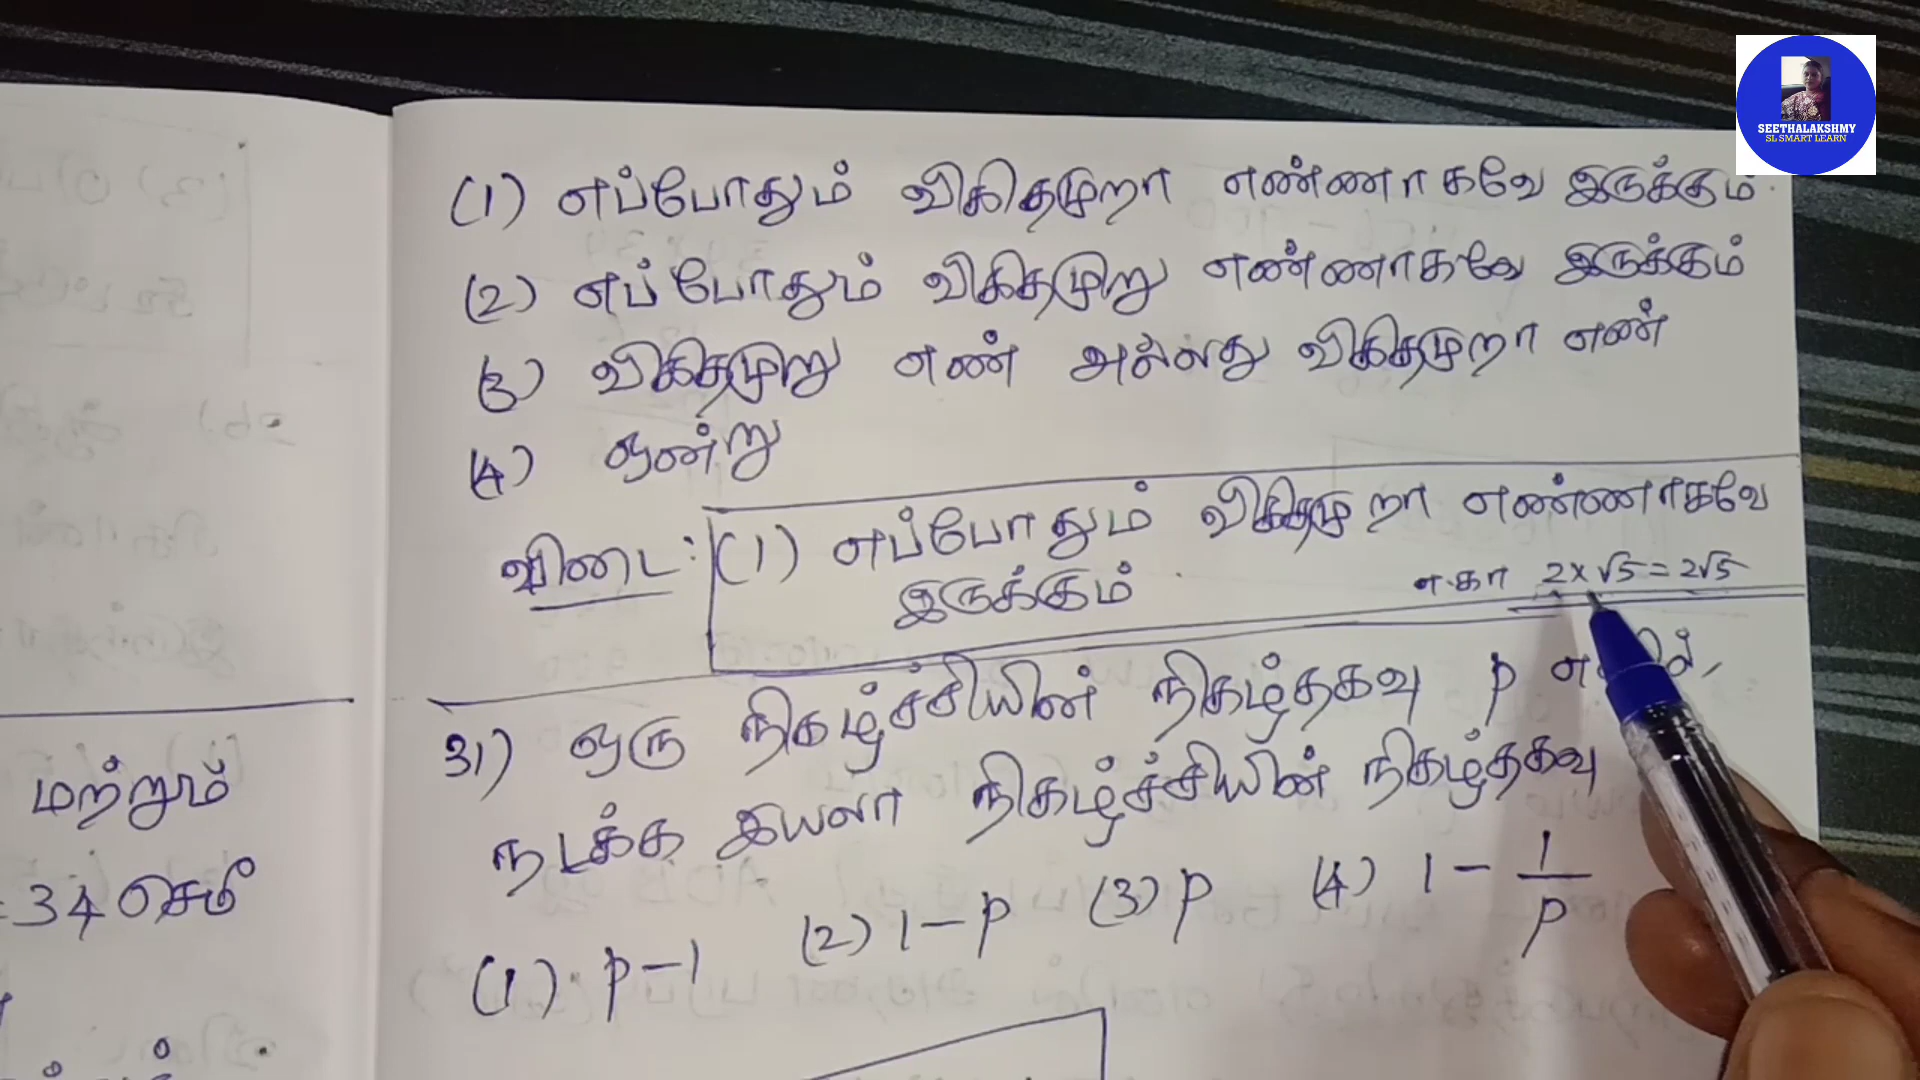 SEETHALAKSHMY
SL SMART LEARN
(1) எப்போதும் விகிதமுறா எண்ணாகவே இருக்கும்.
(2) எப்போதும் விகிதமுறு எண்ணாகவே இருக்கும்
(3) விகிதமுறு எண் அல்லது விகிதமுறா எண்
(4) ஒன்று
விடை: (1) எப்போதும் விகிதமுறா எண்ணாகவே
இருக்கும்
எ.கா 2×√5=2√5
31) ஒரு நிகழ்ச்சியின் நிகழ்தகவு p
நடக்க இயலா நிகழ்ச்சியின் நிகழ்தகவு
(1) p-1 (2) 1-p (3) p (4) 1 - 1/p
மற்றும்
34 செமீ